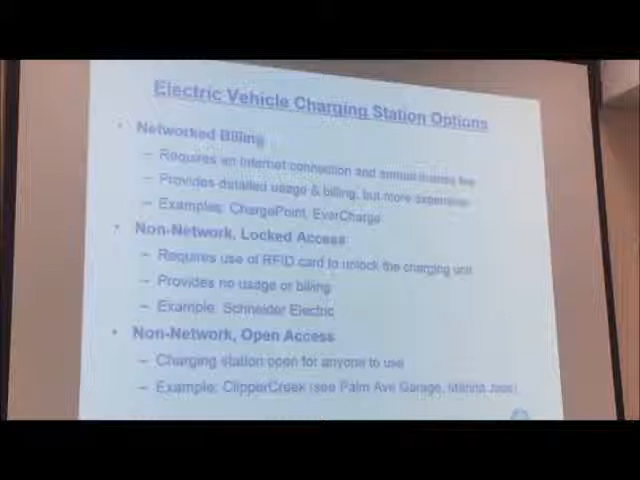 Electric Vehicle Charging Station Options
• Networked Billing
– Requires an internet connection and annual
– Provides detailed usage & billing, but more expensive
– Examples: ChargePoint, EverCharge
• Non-Network, Locked Access
– Requires use of RFID card to unlock the charging unit
– Provides no usage or billing
– Example: Schneider Electric
• Non-Network, Open Access
– Charging station open for anyone to use
– Example: ClipperCreek (see Palm Ave Garage, Marina